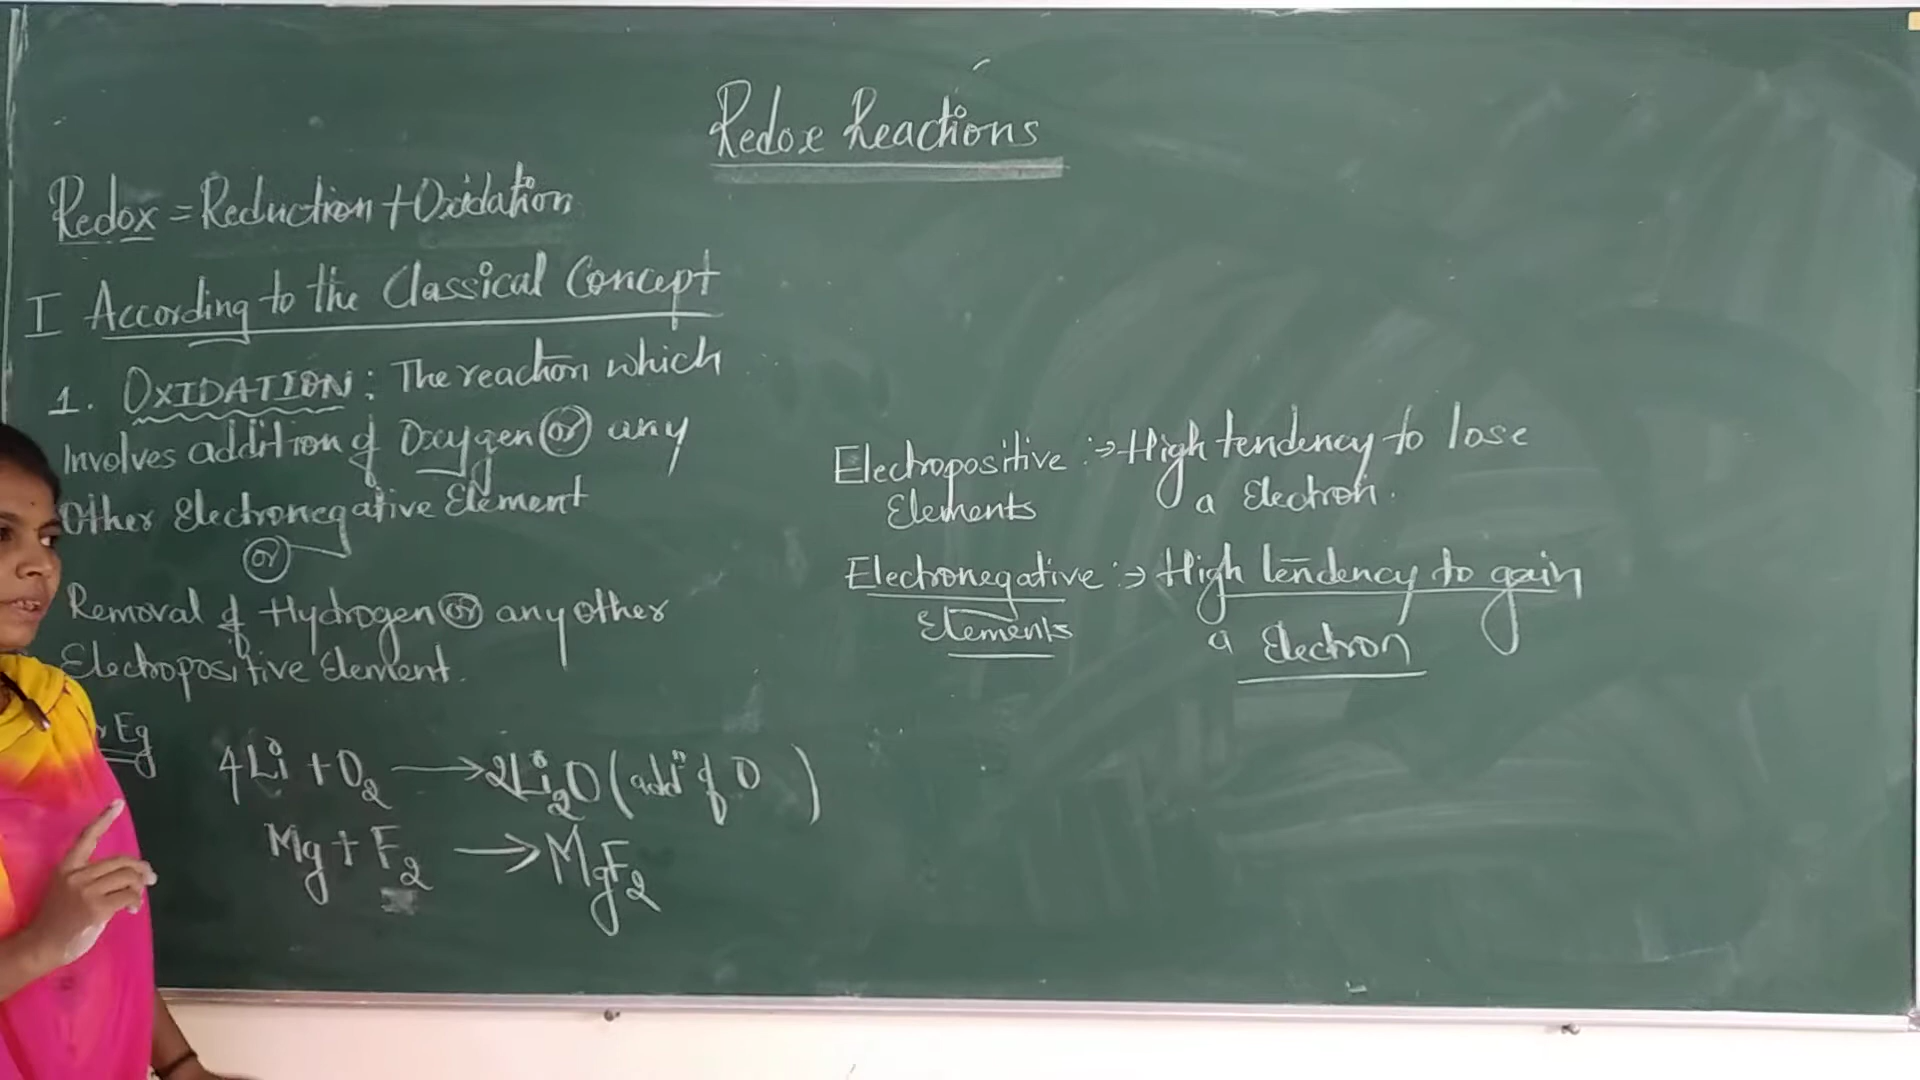 Redox Reactions
Redox = Reduction + Oxidation
I According to the Classical Concept
1. OXIDATION : The reaction which
Involves addition of Oxygen (or) any
Other Electronegative Element
(or)
Removal of Hydrogen (or) any other
Electropositive Element.
Eg
4Li + O₂ → 2Li₂O (addⁿ of O )
Mg + F₂ → MgF₂
Electropositive :→ High tendency to lose
Elements a Electron.
Electronegative :→ High tendency to gain
Elements a Electron